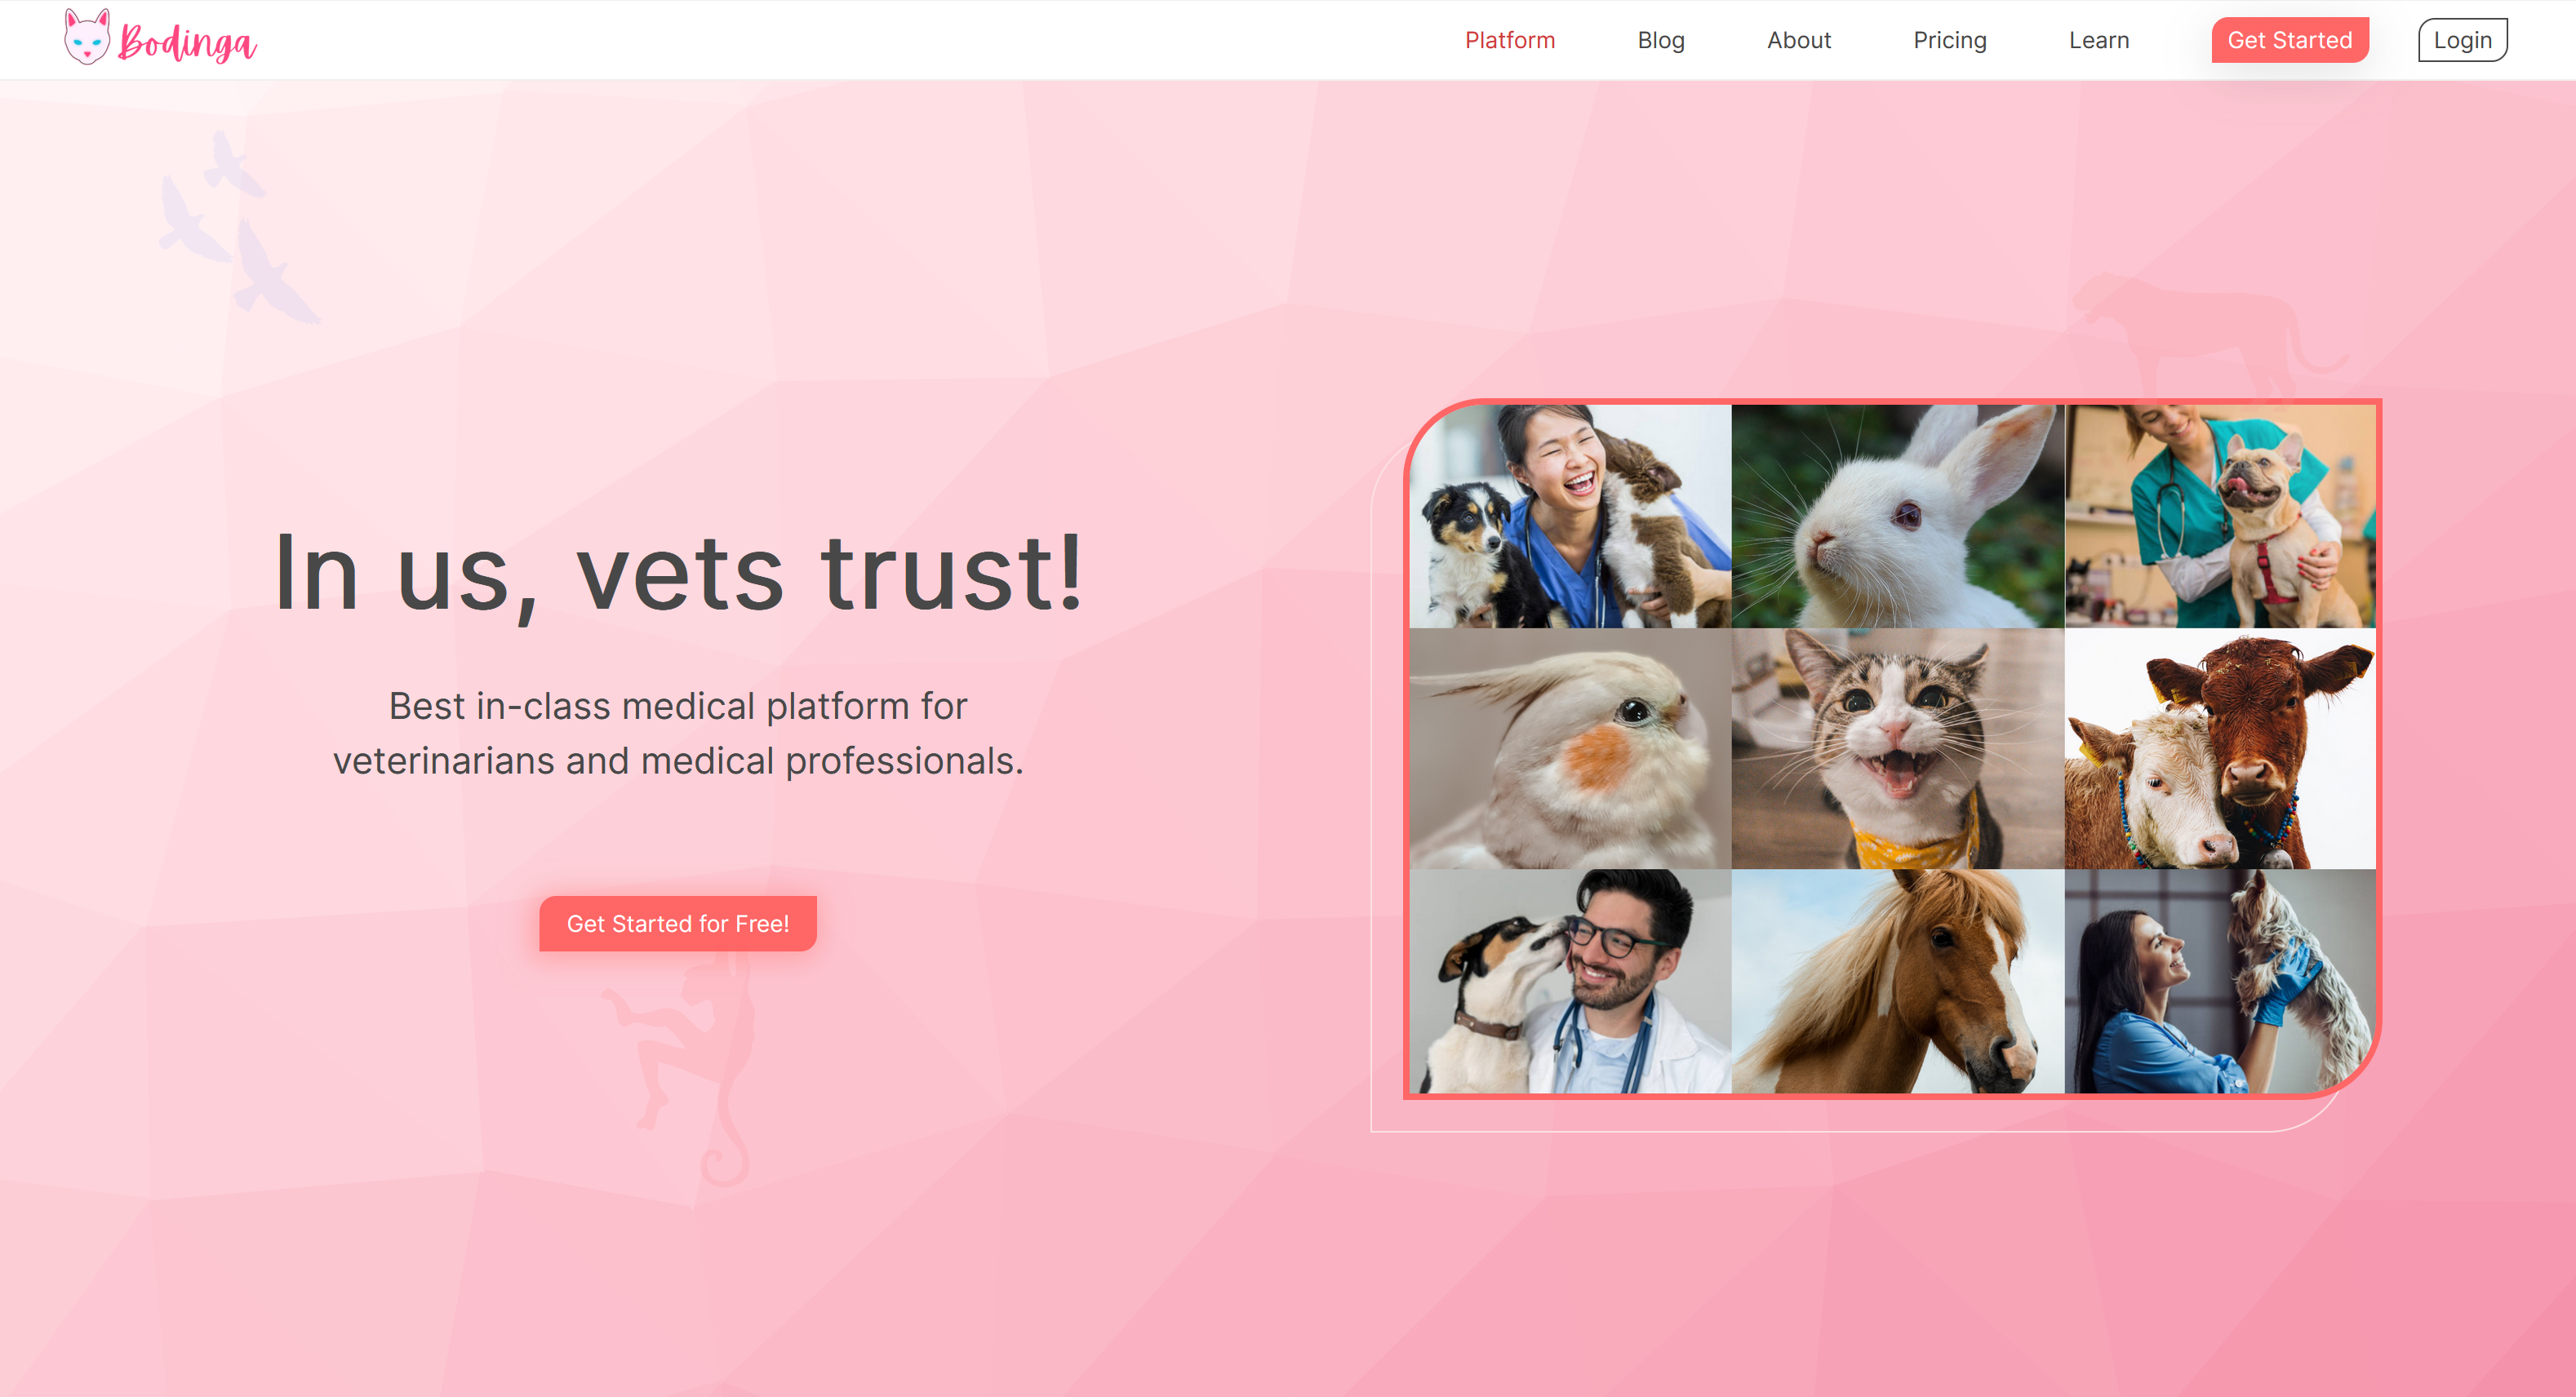 Bodinga
Platform
Blog
About
Pricing
Learn
Get Started
Login
In us, vets trust!
Best in-class medical platform for
veterinarians and medical professionals.
Get Started for Free!